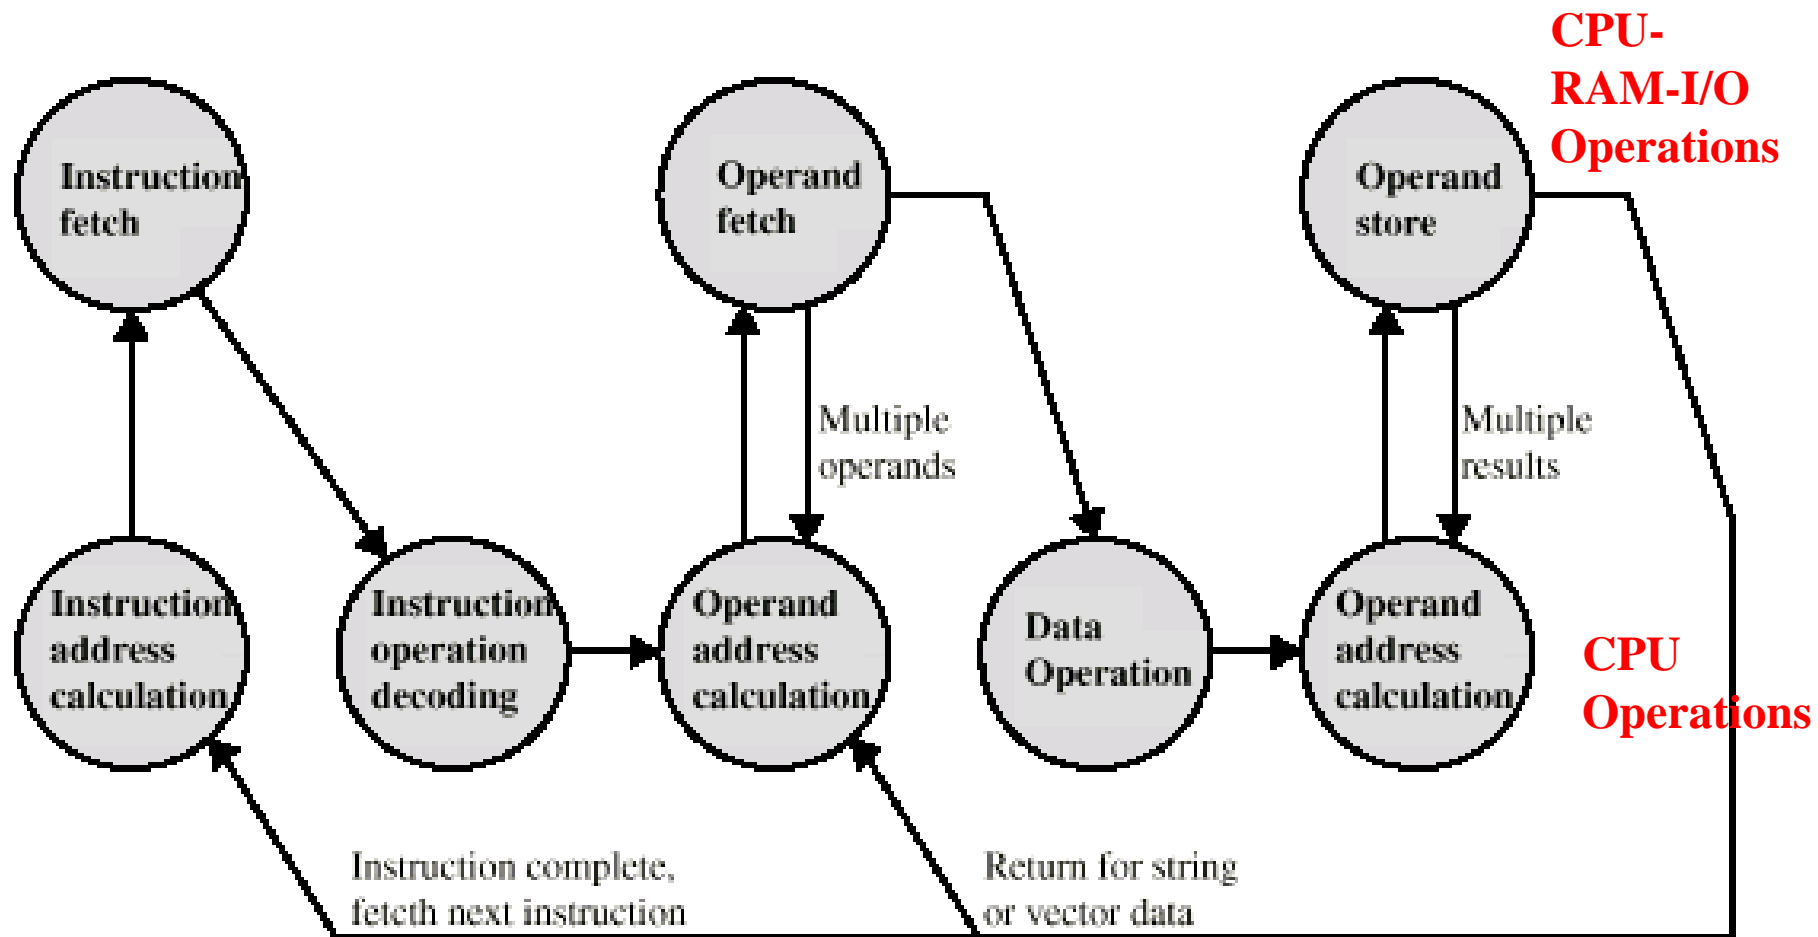 CPU-
RAM-I/O
Operations
Instruction
fetch
Operand
fetch
Operand
store
Multiple
operands
Multiple
results
Instruction
address
calculation
Instruction
operation
decoding
Operand
address
calculation
Data
Operation
Operand
address
calculation
CPU
Operations
Instruction complete,
fetcth next instruction
Return for string
or vector data